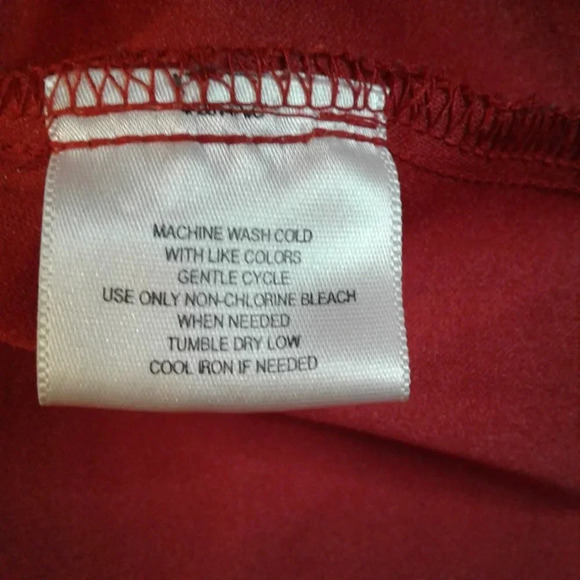 MACHINE WASH COLD
WITH LIKE COLORS
GENTLE CYCLE
USE ONLY NON-CHLORINE BLEACH
WHEN NEEDED
TUMBLE DRY LOW
COOL IRON IF NEEDED